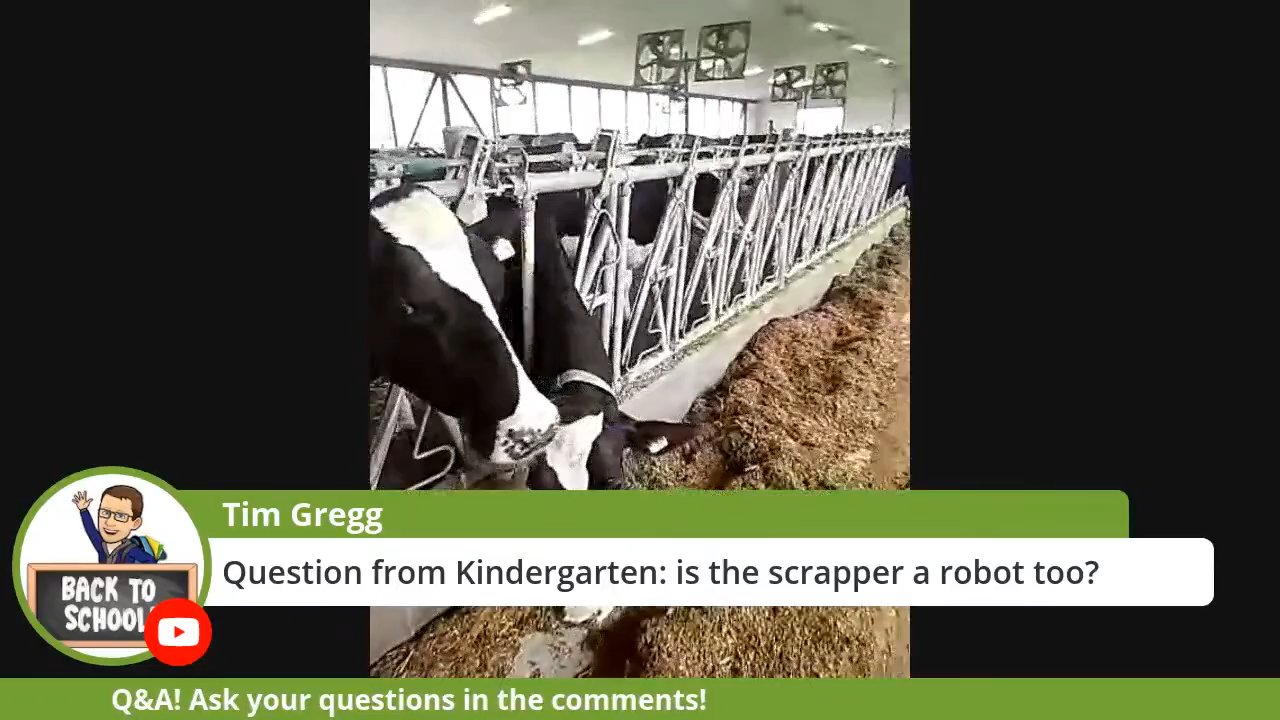 Tim Gregg
Question from Kindergarten: is the scrapper a robot too?
BACK TO
SCHOOL
Q&A! Ask your questions in the comments!